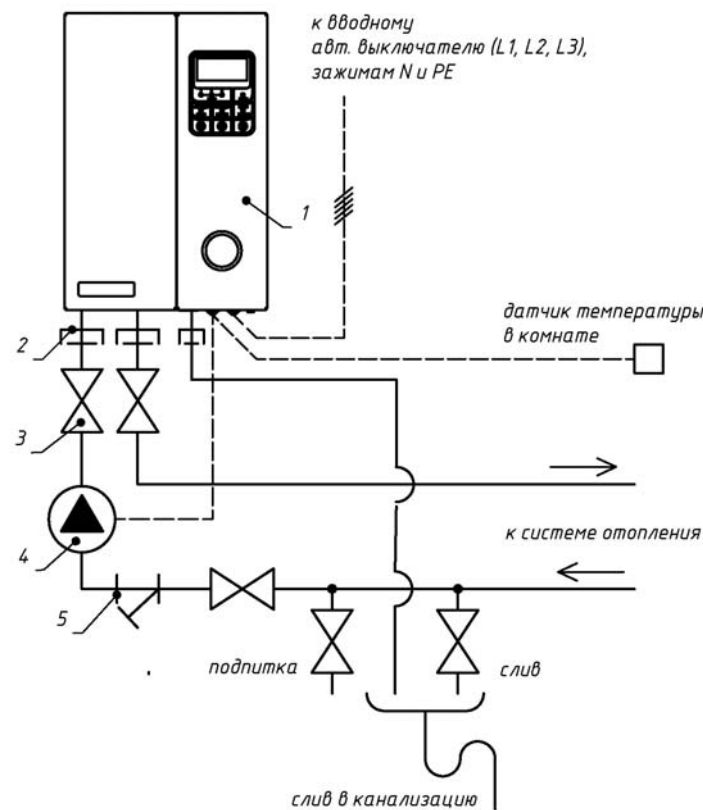 к вводному
авт. выключателю (L1, L2, L3),
зажимам N и PE
1
датчик температуры
в комнате
2
3
4
к системе отопления
5
подпитка
слив
слив в канализацию